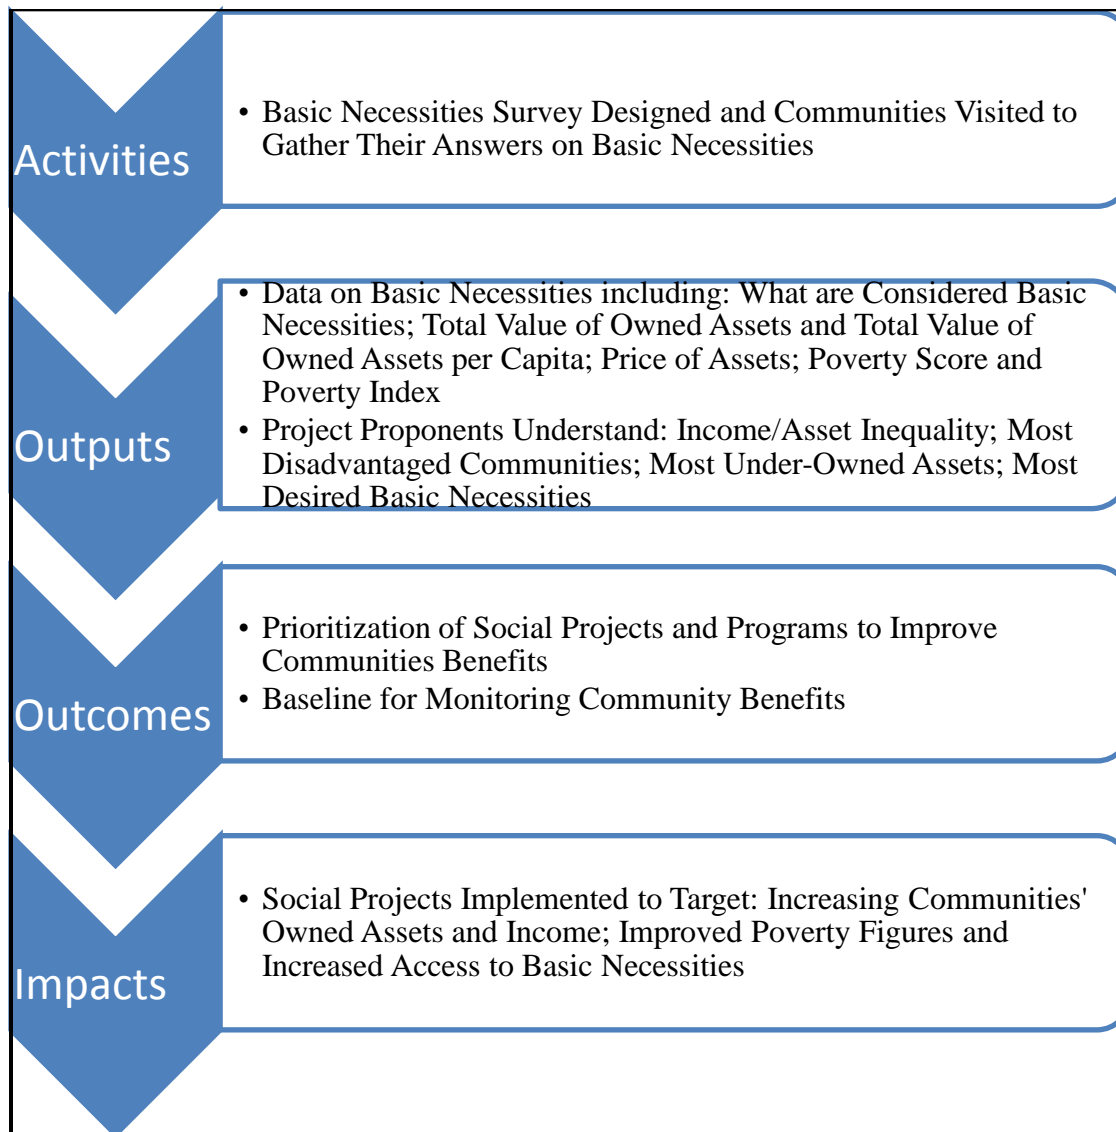 Activities
• Basic Necessities Survey Designed and Communities Visited to
Gather Their Answers on Basic Necessities
Outputs
• Data on Basic Necessities including: What are Considered Basic
Necessities; Total Value of Owned Assets and Total Value of
Owned Assets per Capita; Price of Assets; Poverty Score and
Poverty Index
• Project Proponents Understand: Income/Asset Inequality; Most
Disadvantaged Communities; Most Under-Owned Assets; Most
Desired Basic Necessities
Outcomes
• Prioritization of Social Projects and Programs to Improve
Communities Benefits
• Baseline for Monitoring Community Benefits
Impacts
• Social Projects Implemented to Target: Increasing Communities'
Owned Assets and Income; Improved Poverty Figures and
Increased Access to Basic Necessities